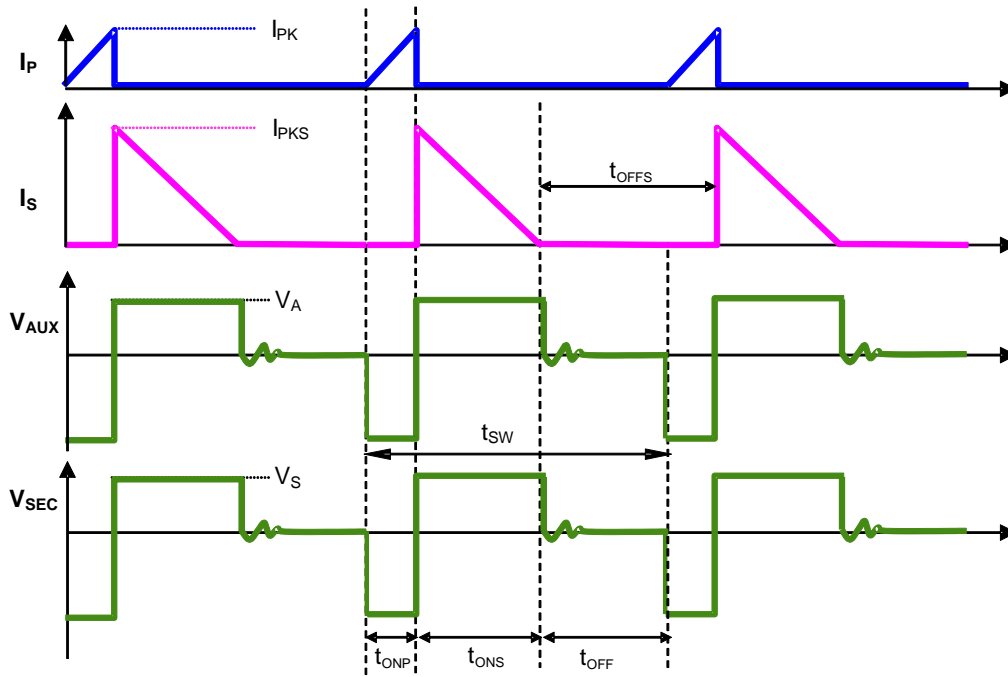 I_PK
I_P
I_PKS
t_OFFS
I_S
V_A
V_AUX
t_SW
V_S
V_SEC
t_ONP
t_ONS
t_OFF